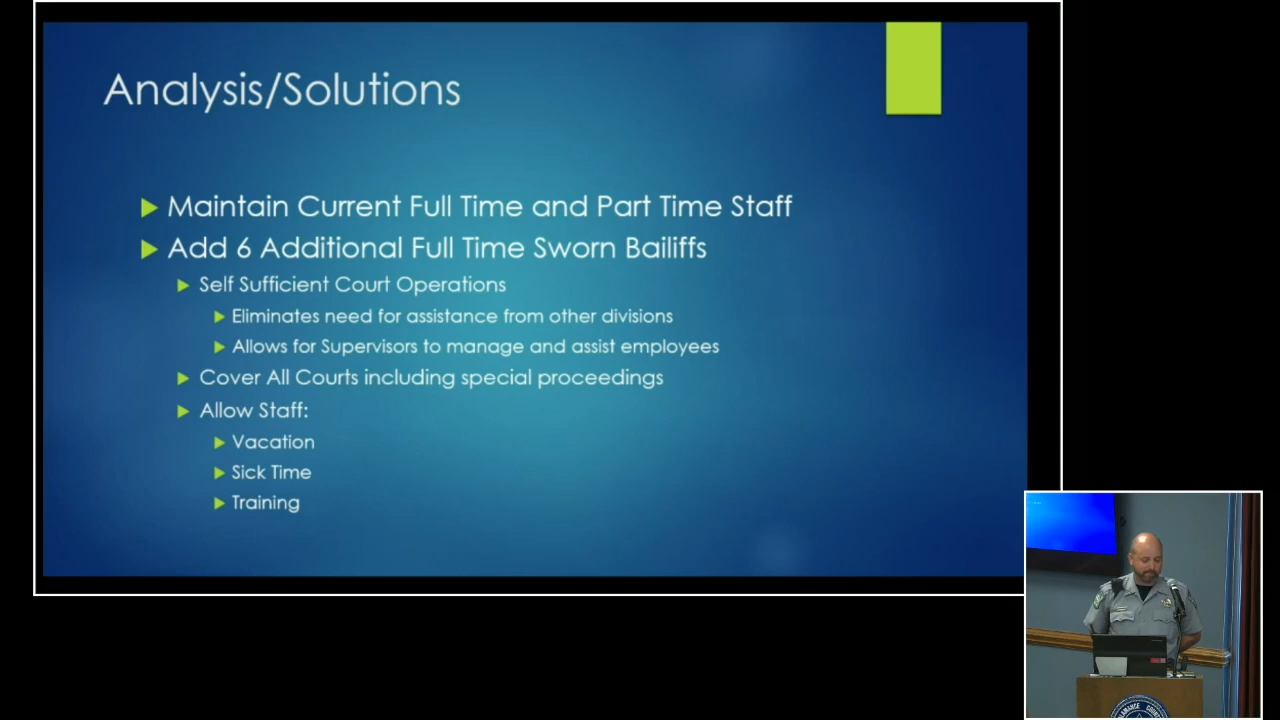 Analysis/Solutions
Maintain Current Full Time and Part Time Staff
Add 6 Additional Full Time Sworn Bailiffs
Self Sufficient Court Operations
Eliminates need for assistance from other divisions
Allows for Supervisors to manage and assist employees
Cover All Courts including special proceedings
Allow Staff:
Vacation
Sick Time
Training